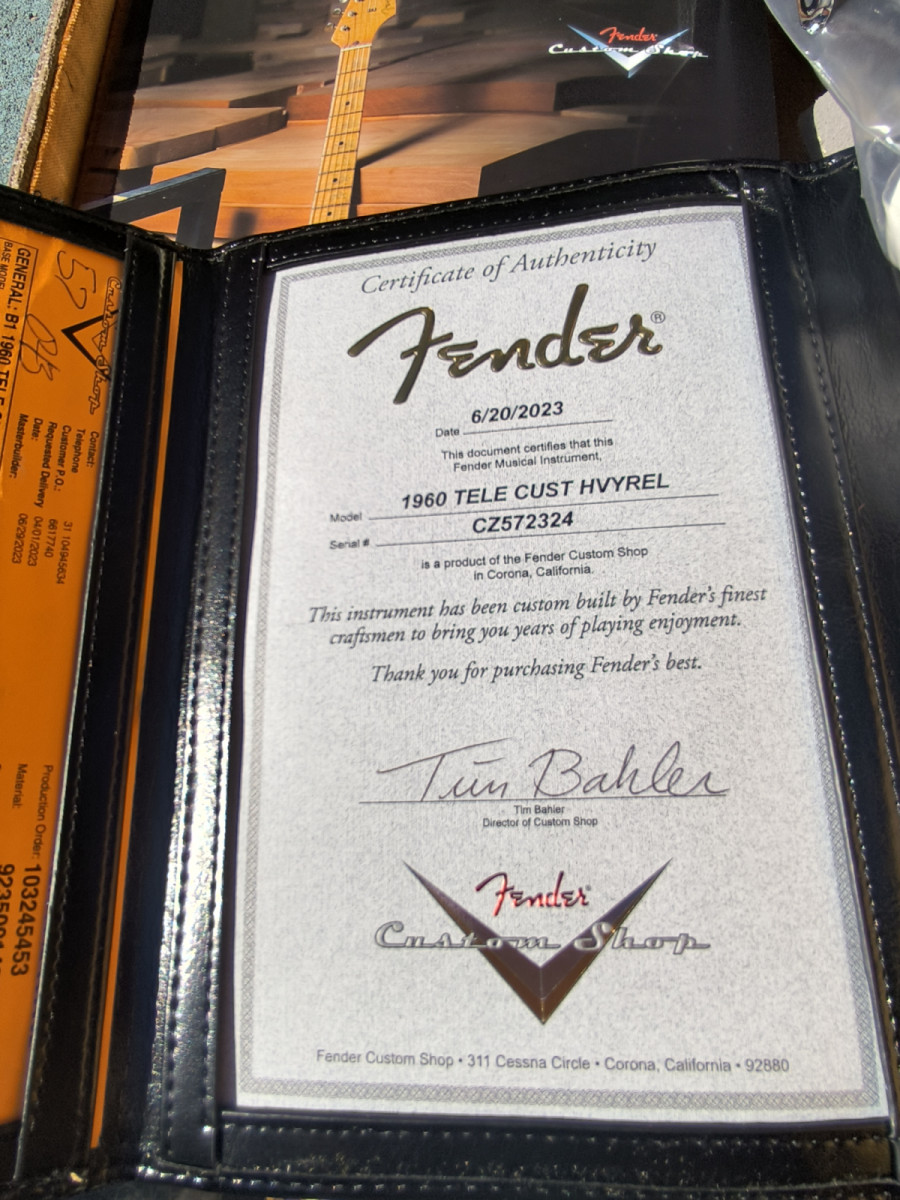 Fender
Custom Shop
Custom Shop
GENERAL: B1 1960 TELE
BASE MODEL
Contact:
Telephone
Customer P.O.:
Requested Delivery
Date:
Masterbuilder:
31 104945634
6617740
04/01/2023
06/29/2023
Production Order: 103245453
Material:
Certificate of Authenticity
Fender®
6/20/2023
Date
This document certifies that this
Fender Musical Instrument,
Model 1960 TELE CUST HVYREL
Serial # CZ572324
is a product of the Fender Custom Shop
in Corona, California.
This instrument has been custom built by Fender's finest
craftsmen to bring you years of playing enjoyment.
Thank you for purchasing Fender's best.
Tim Bahler
Tim Bahler
Director of Custom Shop
Fender®
Custom Shop
Fender Custom Shop • 311 Cessna Circle • Corona, California • 92880